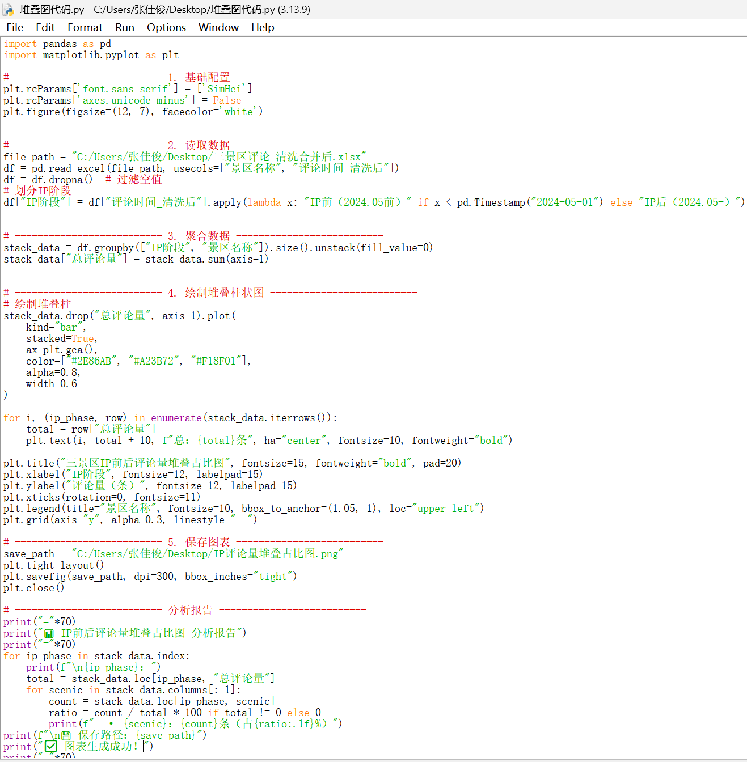 堆叠图代码.py - C:/Users/张佳俊/Desktop/堆叠图代码.py (3.13.9)
File Edit Format Run Options Window Help
import pandas as pd
import matplotlib.pyplot as plt
# 1. 基础配置
plt.rcParams['font.sans-serif'] = ['SimHei']
plt.rcParams['axes.unicode_minus'] = False
plt.figure(figsize=(12, 7), facecolor='white')
# 2. 读取数据
file_path = "C:/Users/张佳俊/Desktop/ 景区评论_清洗合并后.xlsx"
df = pd.read_excel(file_path, usecols=["景区名称", "评论时间_清洗后"])
df = df.dropna() # 过滤空值
# 划分IP阶段
df["IP阶段"] = df["评论时间_清洗后"].apply(lambda x: "IP前（2024.05前）" if x < pd.Timestamp("2024-05-01") else "IP后（2024.05-）")
# -------------------------- 3. 聚合数据 --------------------------
stack_data = df.groupby(["IP阶段", "景区名称"]).size().unstack(fill_value=0)
stack_data["总评论量"] = stack_data.sum(axis=1)
# -------------------------- 4. 绘制堆叠柱状图 --------------------------
# 绘制堆叠柱
stack_data.drop("总评论量", axis=1).plot(
    kind="bar",
    stacked=True,
    ax=plt.gca(),
    color=["#2E86AB", "#A23B72", "#F18F01"],
    alpha=0.8,
    width=0.6
)
for i, (ip_phase, row) in enumerate(stack_data.iterrows()):
    total = row["总评论量"]
    plt.text(i, total + 10, f"总：{total}条", ha="center", fontsize=10, fontweight="bold")
plt.title("三景区IP前后评论量堆叠占比图", fontsize=15, fontweight="bold", pad=20)
plt.xlabel("IP阶段", fontsize=12, labelpad=15)
plt.ylabel("评论量（条）", fontsize=12, labelpad=15)
plt.xticks(rotation=0, fontsize=11)
plt.legend(title="景区名称", fontsize=10, bbox_to_anchor=(1.05, 1), loc="upper left")
plt.grid(axis="y", alpha=0.3, linestyle="--")
# -------------------------- 5. 保存图表 --------------------------
save_path = "C:/Users/张佳俊/Desktop/IP评论量堆叠占比图.png"
plt.tight_layout()
plt.savefig(save_path, dpi=300, bbox_inches="tight")
plt.close()
# -------------------------- 分析报告 --------------------------
print("="*70)
print("📊 IP前后评论量堆叠占比图 分析报告")
print("="*70)
for ip_phase in stack_data.index:
    print(f"\n{ip_phase}：")
    total = stack_data.loc[ip_phase, "总评论量"]
    for scenic in stack_data.columns[:-1]:
        count = stack_data.loc[ip_phase, scenic]
        ratio = count / total * 100 if total != 0 else 0
        print(f"  • {scenic}：{count}条（占{ratio:.1f}%）")
print(f"\n💾 保存路径：{save_path}")
print("✅ 图表生成成功！")
print("="*70)